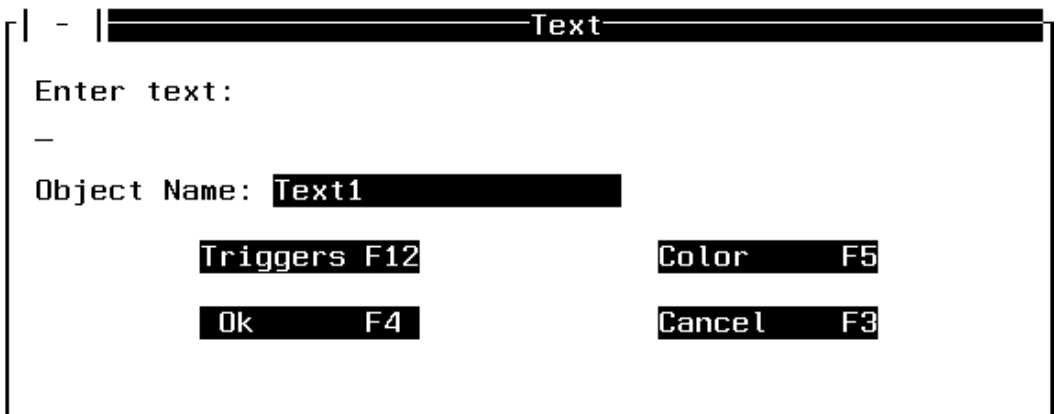 - Text
Enter text:
_
Object Name: Text1
Triggers F12 Color F5
Ok F4 Cancel F3